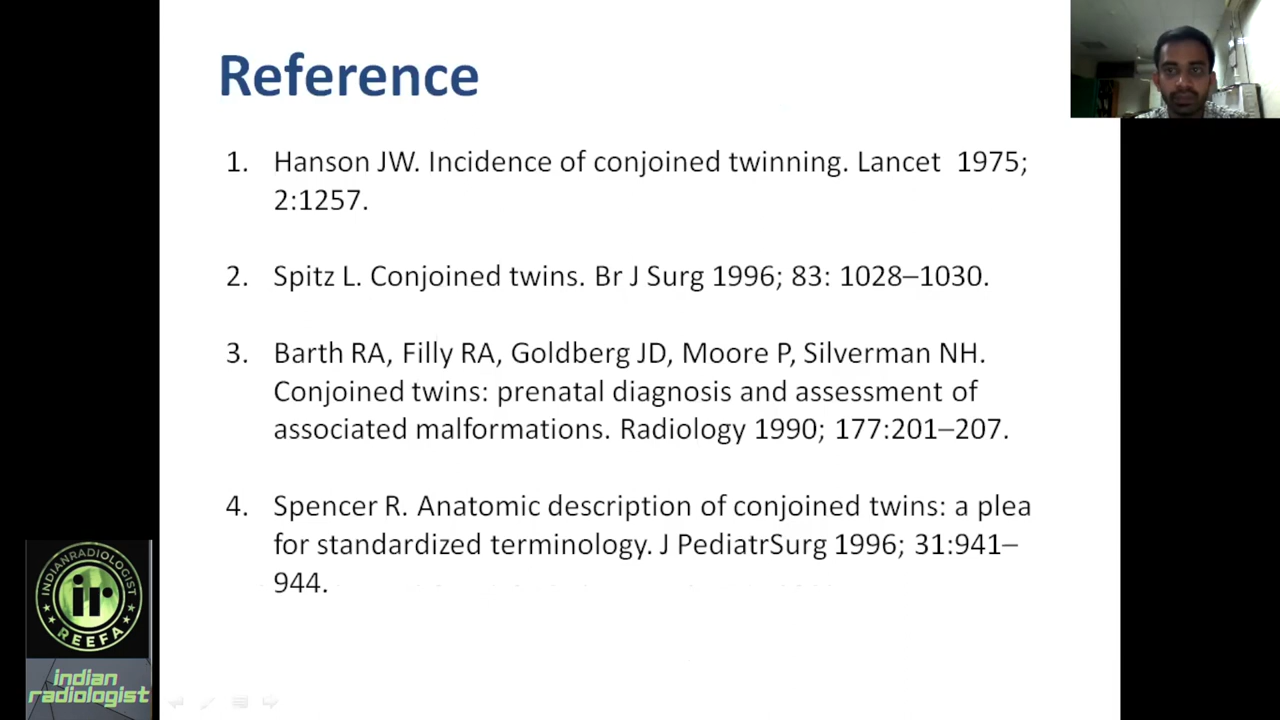 Reference
1. Hanson JW. Incidence of conjoined twinning. Lancet 1975;
2:1257.
2. Spitz L. Conjoined twins. Br J Surg 1996; 83: 1028–1030.
3. Barth RA, Filly RA, Goldberg JD, Moore P, Silverman NH.
Conjoined twins: prenatal diagnosis and assessment of
associated malformations. Radiology 1990; 177:201–207.
4. Spencer R. Anatomic description of conjoined twins: a plea
for standardized terminology. J PediatrSurg 1996; 31:941–
944.
INDIANRADIOLOGIST
ir
REEFA
indian
radiologist